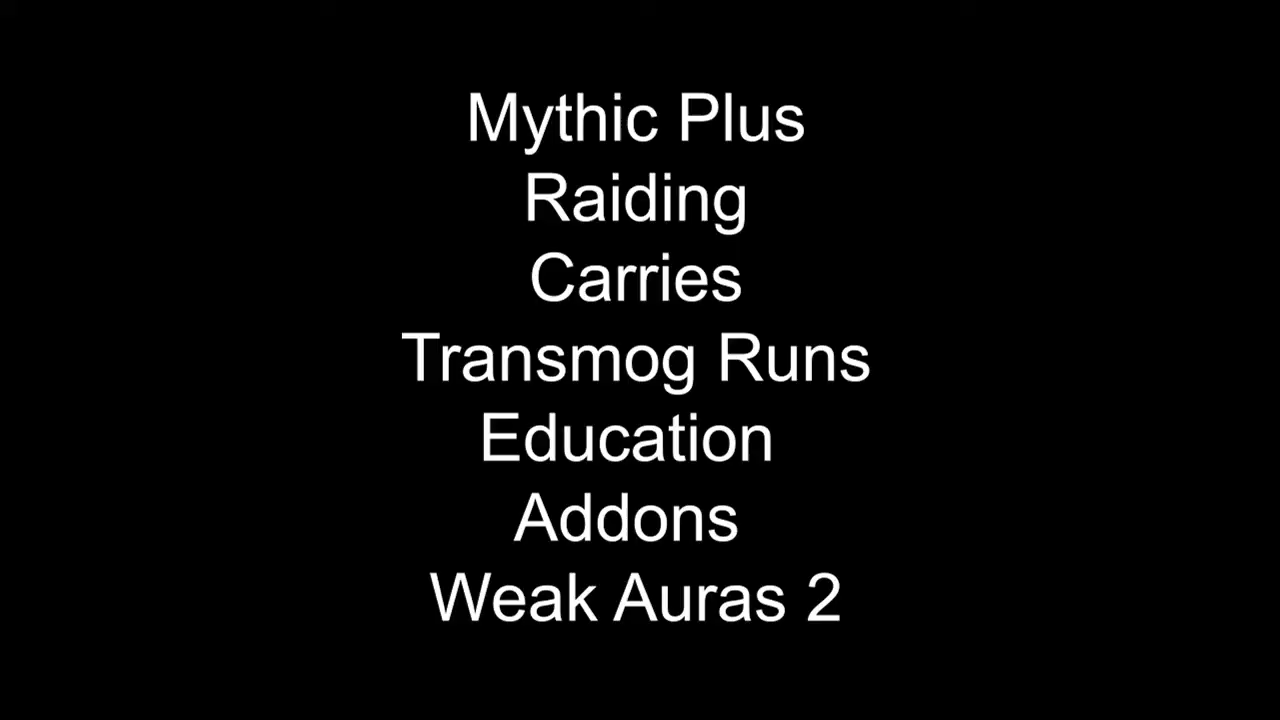 Mythic Plus
Raiding
Carries
Transmog Runs
Education
Addons
Weak Auras 2